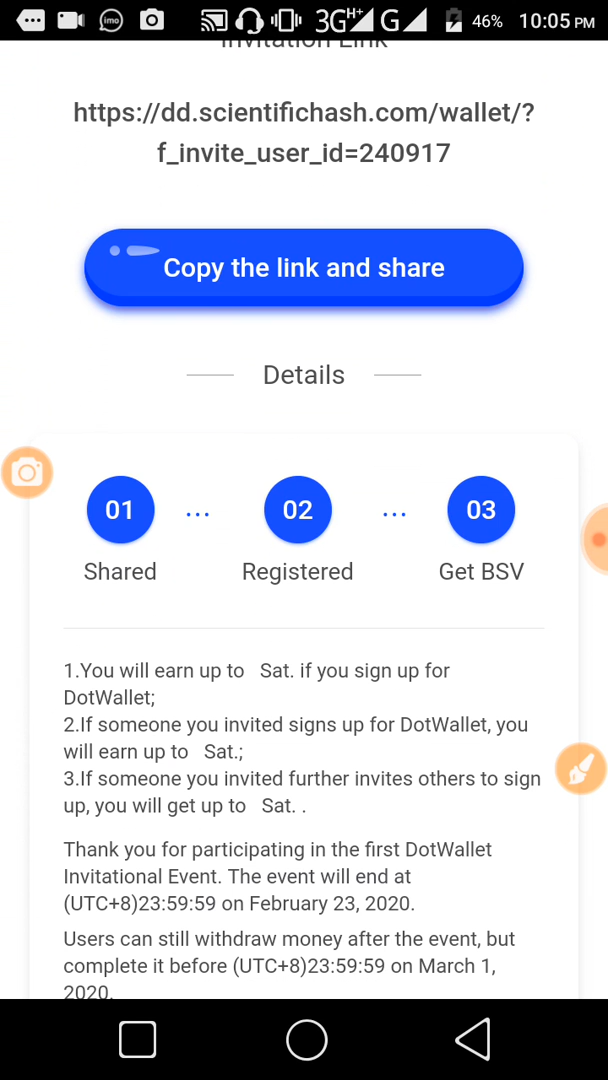 imo 3G H+ G 46% 10:05 PM
Invitation Link
https://dd.scientifichash.com/wallet/?
f_invite_user_id=240917
Copy the link and share
Details
01 ... 02 ... 03
Shared Registered Get BSV
1.You will earn up to Sat. if you sign up for
DotWallet;
2.If someone you invited signs up for DotWallet, you
will earn up to Sat.;
3.If someone you invited further invites others to sign
up, you will get up to Sat. .
Thank you for participating in the first DotWallet
Invitational Event. The event will end at
(UTC+8)23:59:59 on February 23, 2020.
Users can still withdraw money after the event, but
complete it before (UTC+8)23:59:59 on March 1,
2020.